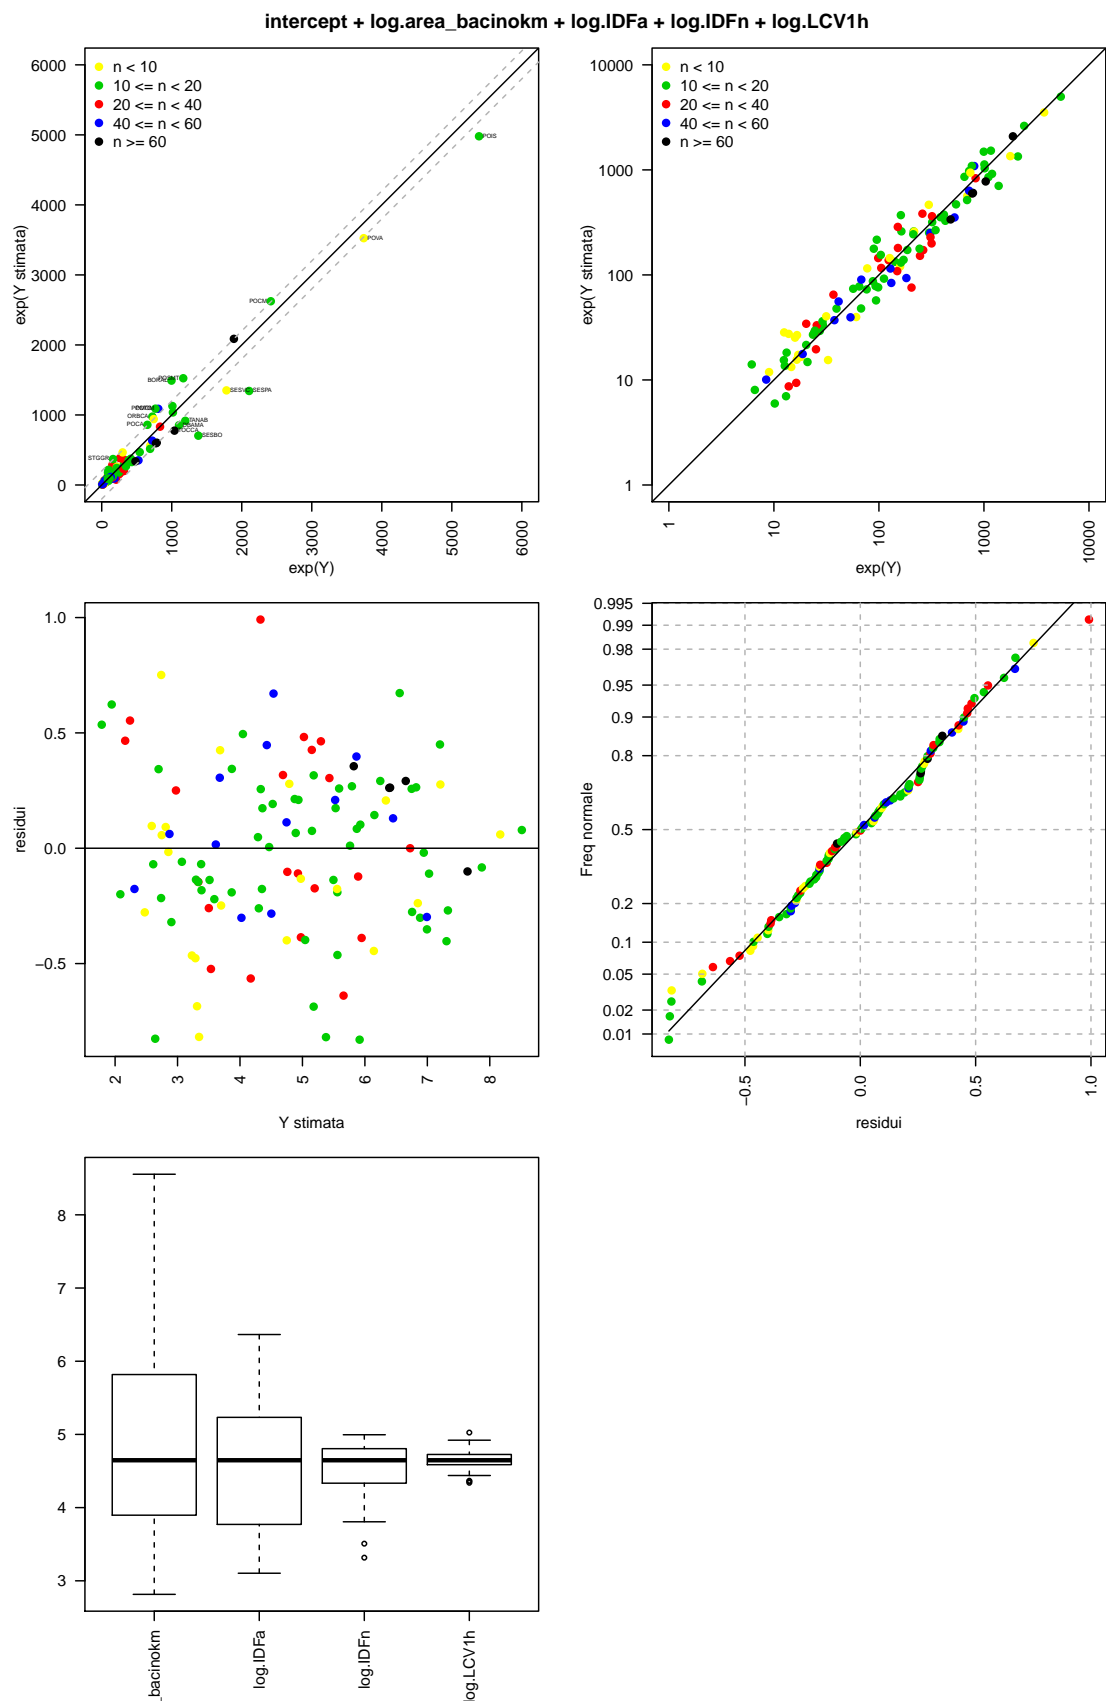 intercept + log.area_bacinokm + log.IDFa + log.IDFn + log.LCV1h
n < 10
10 <= n < 20
20 <= n < 40
40 <= n < 60
n >= 60
exp(Y stimata)
6000
5000
4000
3000
2000
1000
0
POIS
POVA
POCM
POSMT
SESVC
SESPA
ORBCA
POCA
TANAB
SESBO
STGGR
0
1000
2000
3000
4000
5000
6000
exp(Y)
n < 10
10 <= n < 20
20 <= n < 40
40 <= n < 60
n >= 60
exp(Y stimata)
10000
1000
100
10
1
1
10
100
1000
10000
exp(Y)
residui
1.0
0.5
0.0
−0.5
2
3
4
5
6
7
8
Y stimata
Freq normale
0.995
0.99
0.98
0.95
0.9
0.8
0.5
0.2
0.1
0.05
0.02
0.01
−0.5
0.0
0.5
1.0
residui
8
7
6
5
4
3
_bacinokm
log.IDFa
log.IDFn
log.LCV1h